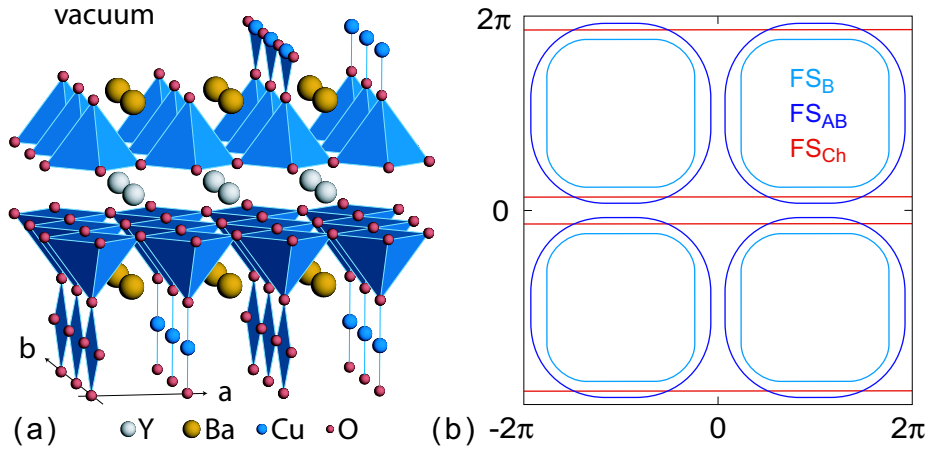 vacuum
b
a
(a)
Y
Ba
Cu
O
(b)
2π
0
-2π
0
2π
FS_B
FS_AB
FS_Ch